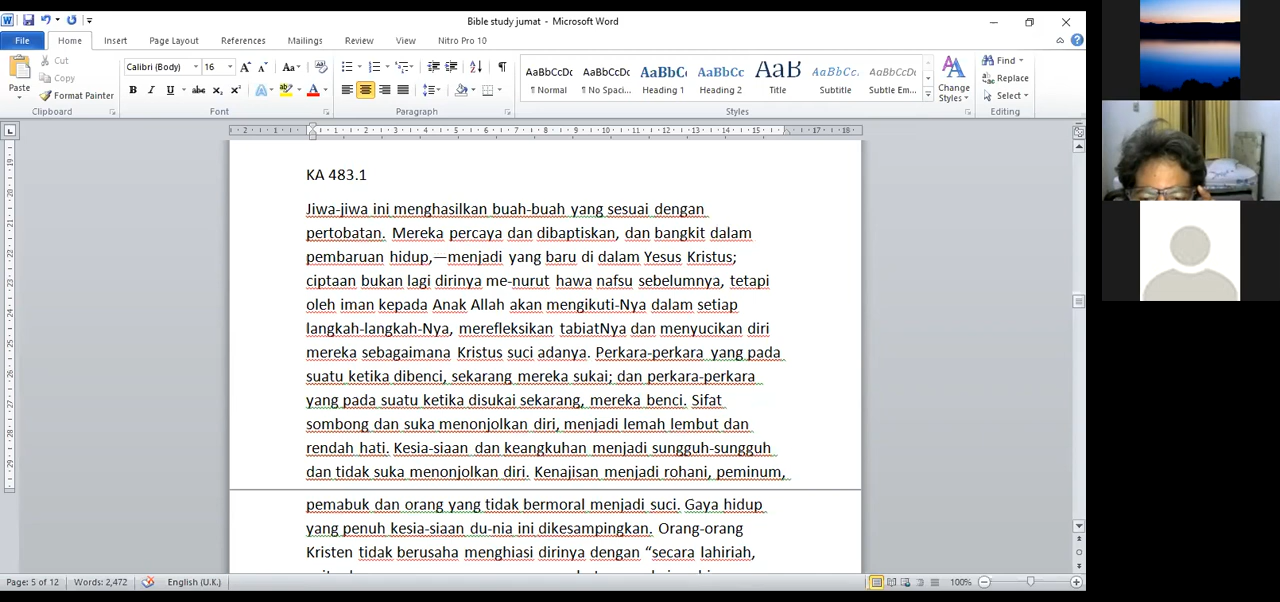 Bible study jumat - Microsoft Word
File Home Insert Page Layout References Mailings Review View Nitro Pro 10
Paste
Cut
Copy
Format Painter
Clipboard
Calibri (Body) 16
Font
Paragraph
AaBbCcDc AaBbCcDc AaBbC AaBbCc AaB AaBbCc. AaBbCcDc
¶ Normal ¶ No Spaci... Heading 1 Heading 2 Title Subtitle Subtle Em...
Styles
Change
Styles
Find
Replace
Select
Editing
KA 483.1
Jiwa-jiwa ini menghasilkan buah-buah yang sesuai dengan
pertobatan. Mereka percaya dan dibaptiskan, dan bangkit dalam
pembaruan hidup,—menjadi yang baru di dalam Yesus Kristus;
ciptaan bukan lagi dirinya me-nurut hawa nafsu sebelumnya, tetapi
oleh iman kepada Anak Allah akan mengikuti-Nya dalam setiap
langkah-langkah-Nya, merefleksikan tabiatNya dan menyucikan diri
mereka sebagaimana Kristus suci adanya. Perkara-perkara yang pada
suatu ketika dibenci, sekarang mereka sukai; dan perkara-perkara
yang pada suatu ketika disukai sekarang, mereka benci. Sifat
sombong dan suka menonjolkan diri, menjadi lemah lembut dan
rendah hati. Kesia-siaan dan keangkuhan menjadi sungguh-sungguh
dan tidak suka menonjolkan diri. Kenajisan menjadi rohani, peminum,
pemabuk dan orang yang tidak bermoral menjadi suci. Gaya hidup
yang penuh kesia-siaan du-nia ini dikesampingkan. Orang-orang
Kristen tidak berusaha menghiasi dirinya dengan “secara lahiriah,
Page: 5 of 12 Words: 2,472 English (U.K.) 100%